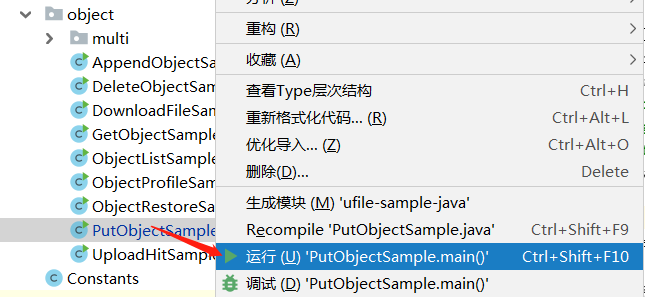 object
multi
AppendObjectSa
DeleteObjectSam
DownloadFileSam
GetObjectSample
ObjectListSample
ObjectProfileSam
ObjectRestoreSa
PutObjectSample
UploadHitSample
Constants
重构 (R)
收藏 (A)
查看Type层次结构 Ctrl+H
重新格式化代码... (R) Ctrl+Alt+L
优化导入... (Z) Ctrl+Alt+O
删除(D)... Delete
生成模块 (M) 'ufile-sample-java'
Recompile 'PutObjectSample.java' Ctrl+Shift+F9
运行 (U) 'PutObjectSample.main()' Ctrl+Shift+F10
调试 (D) 'PutObjectSample.main()'